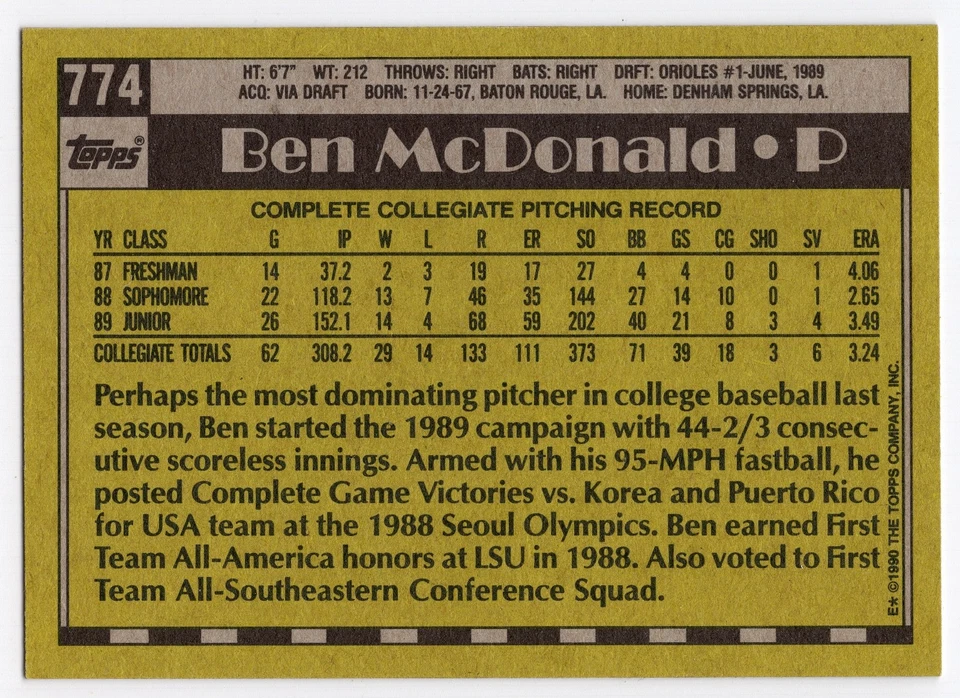 774
HT: 6'7" WT: 212 THROWS: RIGHT BATS: RIGHT DRFT: ORIOLES #1-JUNE, 1989
ACQ: VIA DRAFT BORN: 11-24-67, BATON ROUGE, LA. HOME: DENHAM SPRINGS, LA.
topps®
Ben McDonald • P
COMPLETE COLLEGIATE PITCHING RECORD
YR CLASS G IP W L R ER SO BB GS CG SHO SV ERA
87 FRESHMAN 14 37.2 2 3 19 17 27 4 4 0 0 1 4.06
88 SOPHOMORE 22 118.2 13 7 46 35 144 27 14 10 0 1 2.65
89 JUNIOR 26 152.1 14 4 68 59 202 40 21 8 3 4 3.49
COLLEGIATE TOTALS 62 308.2 29 14 133 111 373 71 39 18 3 6 3.24
Perhaps the most dominating pitcher in college baseball last
season, Ben started the 1989 campaign with 44-2/3 consec-
utive scoreless innings. Armed with his 95-MPH fastball, he
posted Complete Game Victories vs. Korea and Puerto Rico
for USA team at the 1988 Seoul Olympics. Ben earned First
Team All-America honors at LSU in 1988. Also voted to First
Team All-Southeastern Conference Squad.
E* ©1990 THE TOPPS COMPANY, INC.